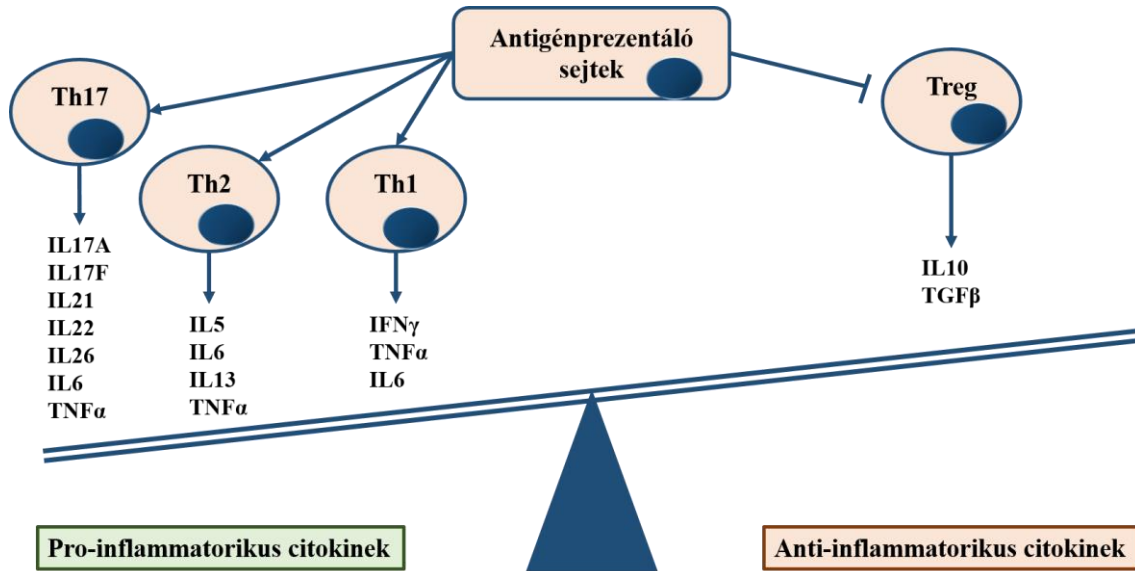 Antigénprezentáló
sejtek
Th17
Th2
Th1
Treg
IL17A
IL17F
IL21
IL22
IL26
IL6
TNFα
IL5
IL6
IL13
TNFα
IFNγ
TNFα
IL6
IL10
TGFβ
Pro-inflammatorikus citokinek
Anti-inflammatorikus citokinek